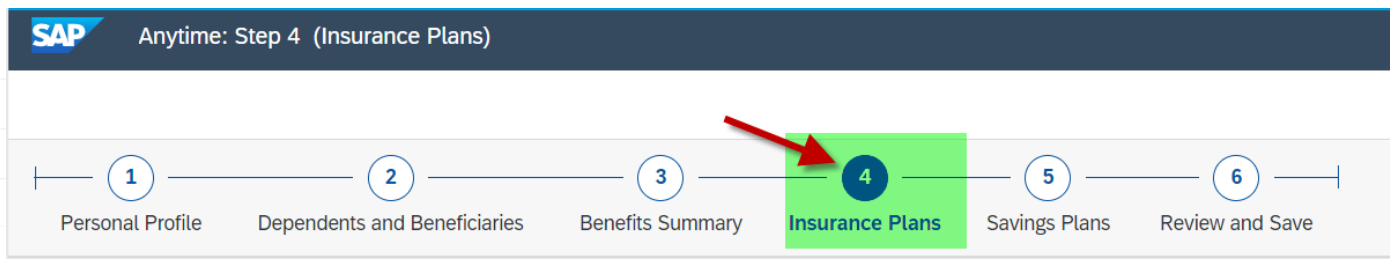 SAP Anytime: Step 4 (Insurance Plans)
1 2 3 4 5 6
Personal Profile Dependents and Beneficiaries Benefits Summary Insurance Plans Savings Plans Review and Save